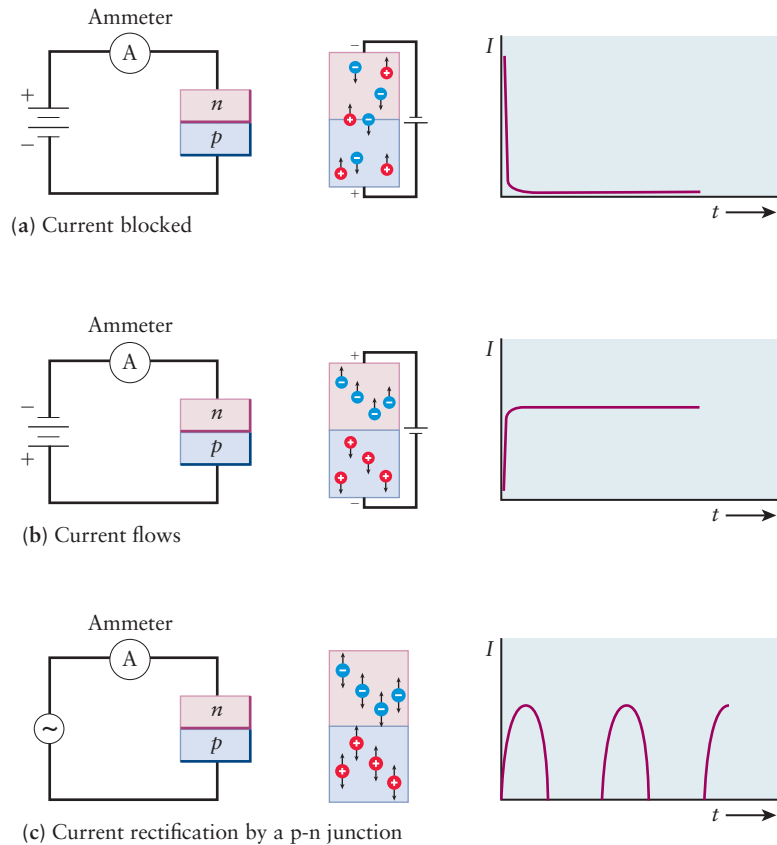 Ammeter
A
+
−
n
p
−
+
I
t
(a) Current blocked
Ammeter
A
−
+
n
p
+
−
I
t
(b) Current flows
Ammeter
A
~
n
p
I
t
(c) Current rectification by a p-n junction